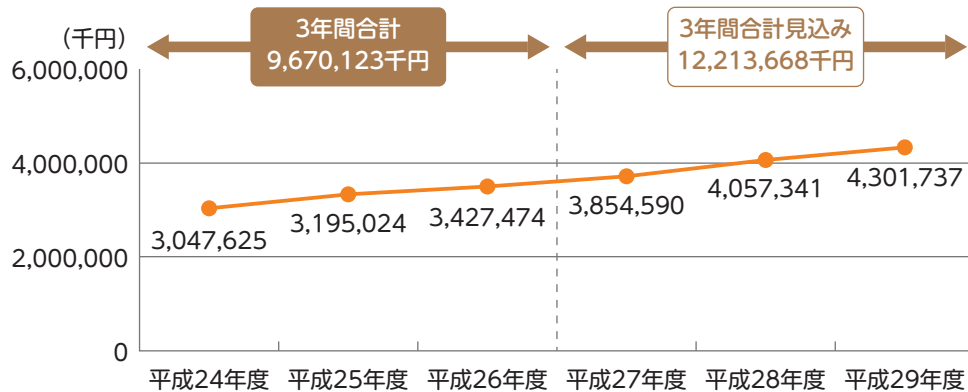 （千円）
3年間合計
9,670,123千円
3年間合計見込み
12,213,668千円
6,000,000
4,000,000
2,000,000
0
3,047,625
3,195,024
3,427,474
3,854,590
4,057,341
4,301,737
平成24年度
平成25年度
平成26年度
平成27年度
平成28年度
平成29年度